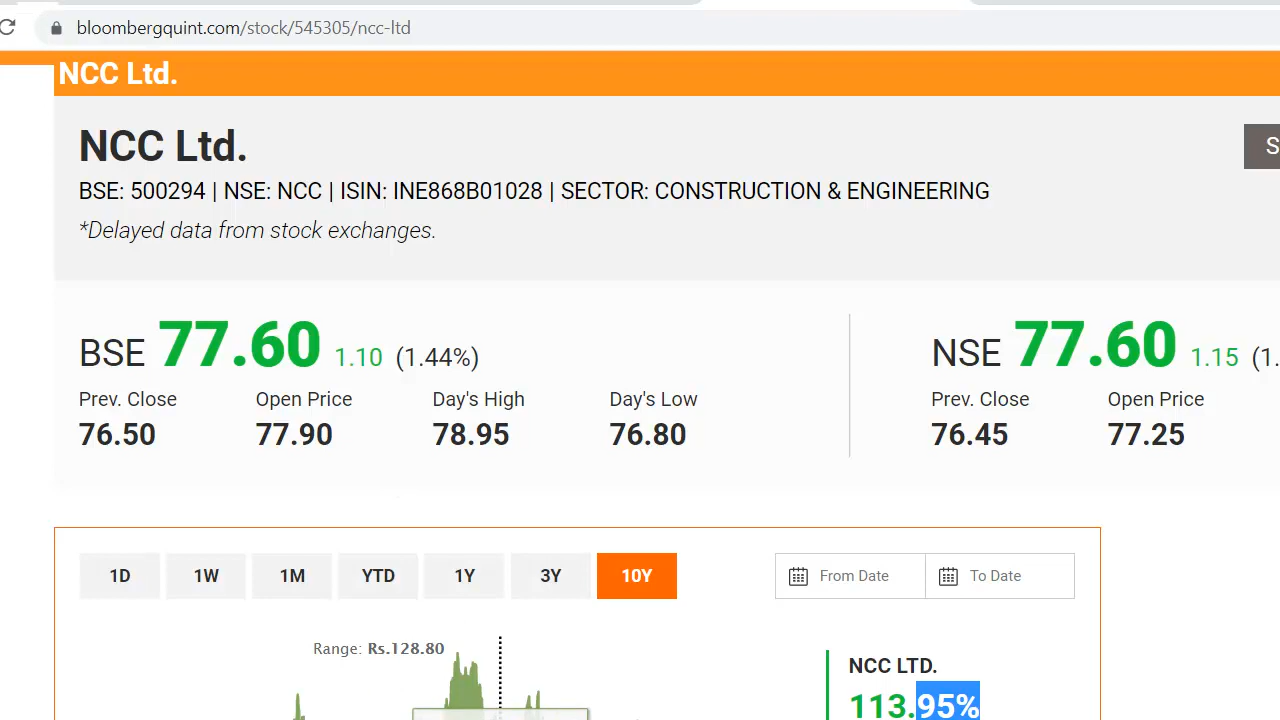 bloombergquint.com/stock/545305/ncc-ltd
NCC Ltd.
NCC Ltd.
S
BSE: 500294 | NSE: NCC | ISIN: INE868B01028 | SECTOR: CONSTRUCTION & ENGINEERING
*Delayed data from stock exchanges.
BSE 77.60 1.10 (1.44%)
Prev. Close Open Price Day's High Day's Low
76.50 77.90 78.95 76.80
NSE 77.60 1.15 (1.
Prev. Close Open Price
76.45 77.25
1D 1W 1M YTD 1Y 3Y 10Y
From Date To Date
Range: Rs.128.80
NCC LTD.
113.95%